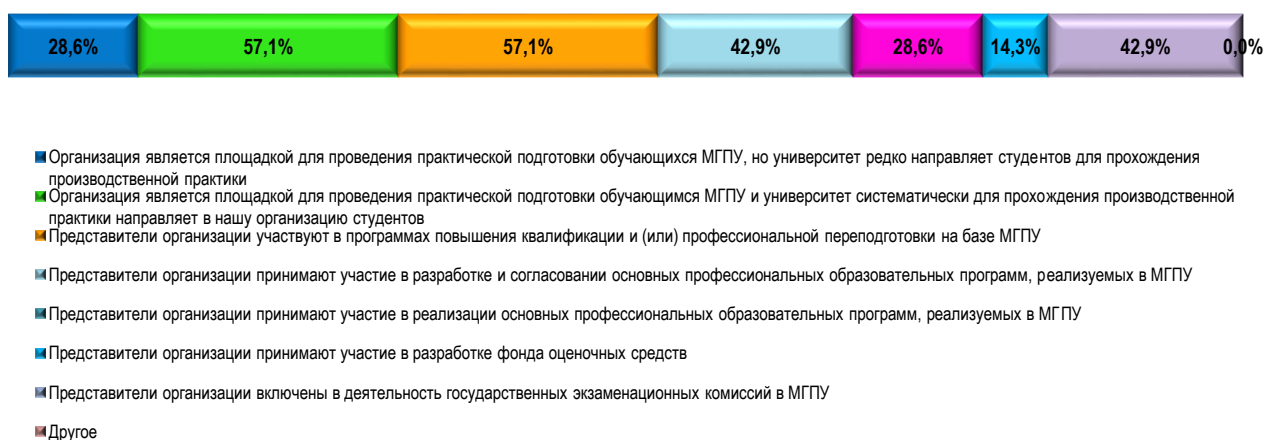 28,6% 57,1% 57,1% 42,9% 28,6% 14,3% 42,9% 0,0%
Организация является площадкой для проведения практической подготовки обучающихся МГПУ, но университет редко направляет студентов для прохождения
производственной практики
Организация является площадкой для проведения практической подготовки обучающимся МГПУ и университет систематически для прохождения производственной
практики направляет в нашу организацию студентов
Представители организации участвуют в программах повышения квалификации и (или) профессиональной переподготовки на базе МГПУ
Представители организации принимают участие в разработке и согласовании основных профессиональных образовательных программ, реализуемых в МГПУ
Представители организации принимают участие в реализации основных профессиональных образовательных программ, реализуемых в МГПУ
Представители организации принимают участие в разработке фонда оценочных средств
Представители организации включены в деятельность государственных экзаменационных комиссий в МГПУ
Другое